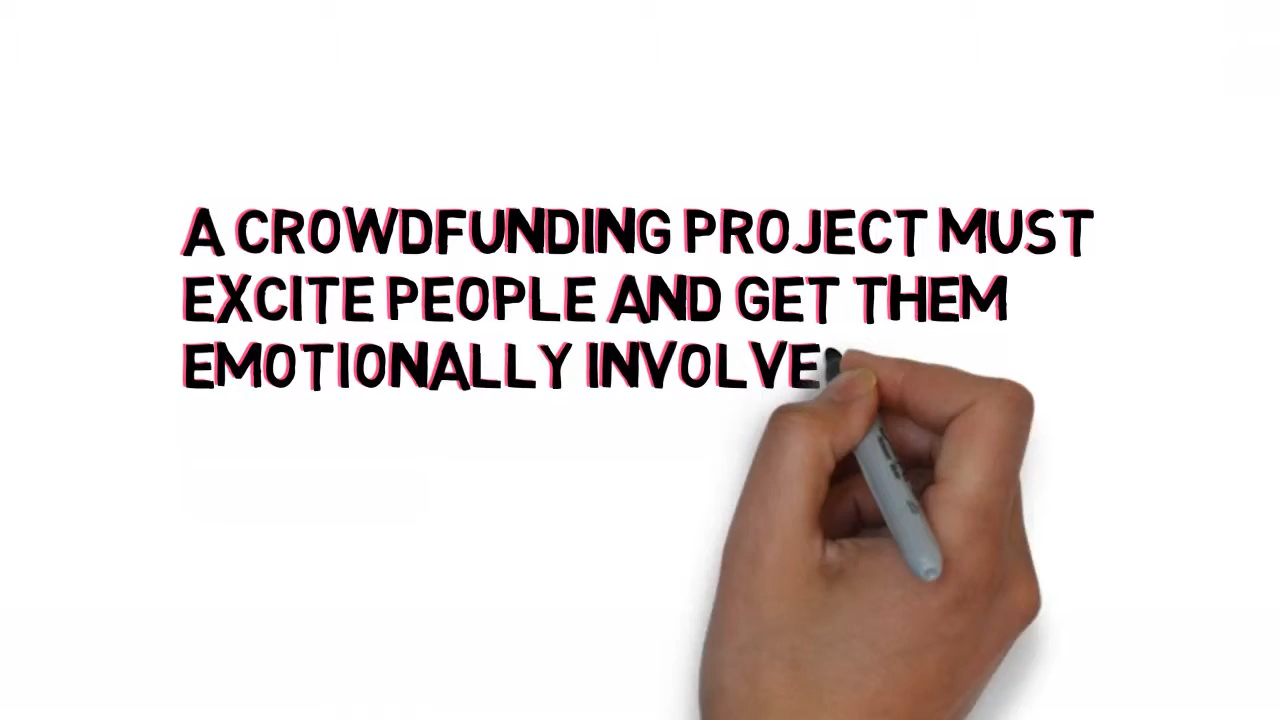 A CROWDFUNDING PROJECT MUST
EXCITE PEOPLE AND GET THEM
EMOTIONALLY INVOLVE